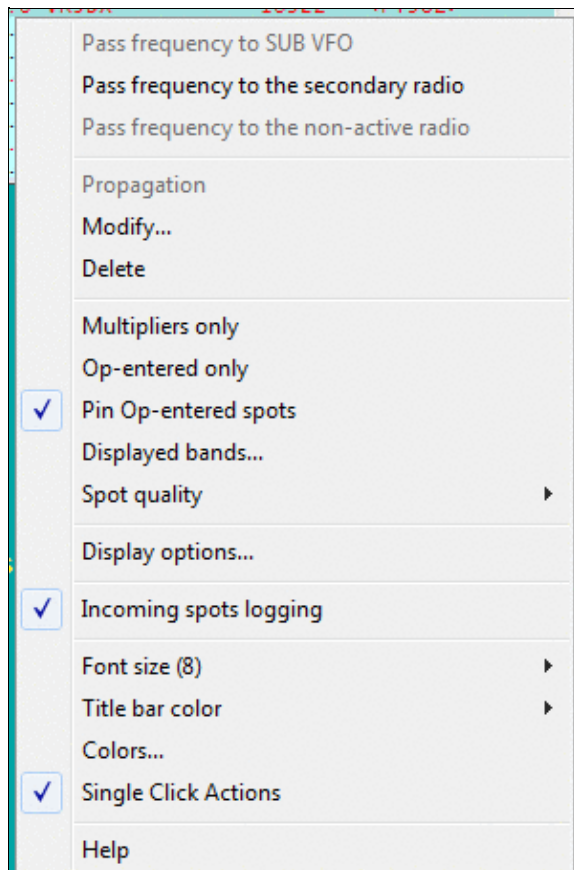 Pass frequency to SUB VFO
Pass frequency to the secondary radio
Pass frequency to the non-active radio
Propagation
Modify...
Delete
Multipliers only
Op-entered only
Pin Op-entered spots
Displayed bands...
Spot quality
Display options...
Incoming spots logging
Font size (8)
Title bar color
Colors...
Single Click Actions
Help